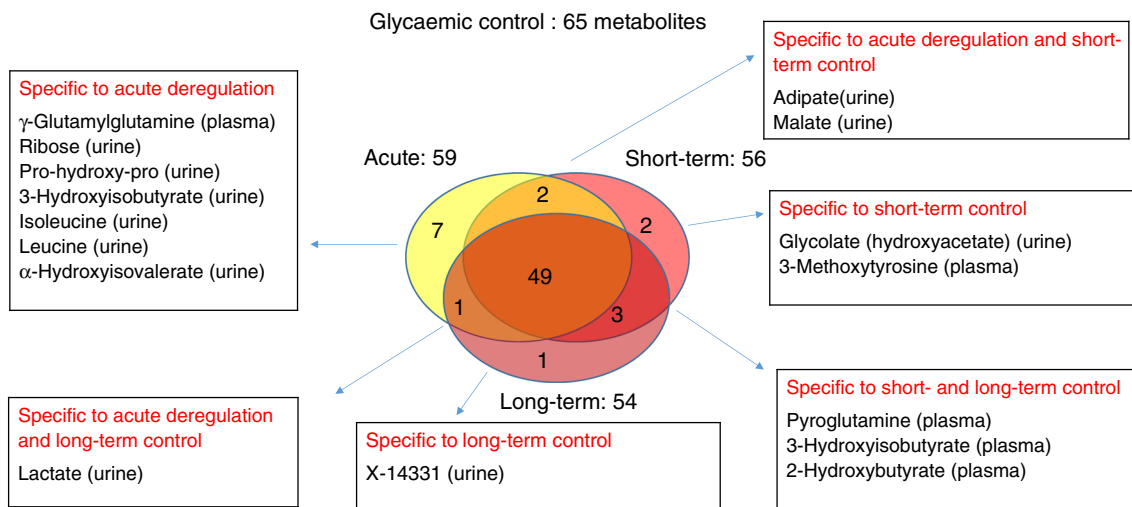 Glycaemic control : 65 metabolites
Specific to acute deregulation and short-
term control
Adipate(urine)
Malate (urine)
Specific to acute deregulation
γ-Glutamylglutamine (plasma)
Ribose (urine)
Pro-hydroxy-pro (urine)
3-Hydroxyisobutyrate (urine)
Isoleucine (urine)
Leucine (urine)
α-Hydroxyisovalerate (urine)
Acute: 59
Short-term: 56
2
7
2
49
1
3
1
Long-term: 54
Specific to short-term control
Glycolate (hydroxyacetate) (urine)
3-Methoxytyrosine (plasma)
Specific to acute deregulation
and long-term control
Lactate (urine)
Specific to long-term control
X-14331 (urine)
Specific to short- and long-term control
Pyroglutamine (plasma)
3-Hydroxyisobutyrate (plasma)
2-Hydroxybutyrate (plasma)